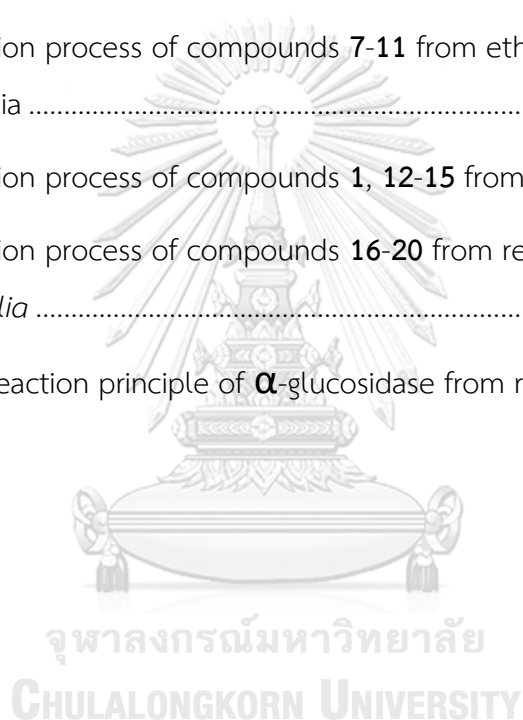 ion process of compounds 7-11 from eth
ia ................................................................
ion process of compounds 1, 12-15 from
ion process of compounds 16-20 from re
lia ................................................................
eaction principle of α-glucosidase from r
จุฬาลงกรณ์มหาวิทยาลัย
CHULALONGKORN UNIVERSITY